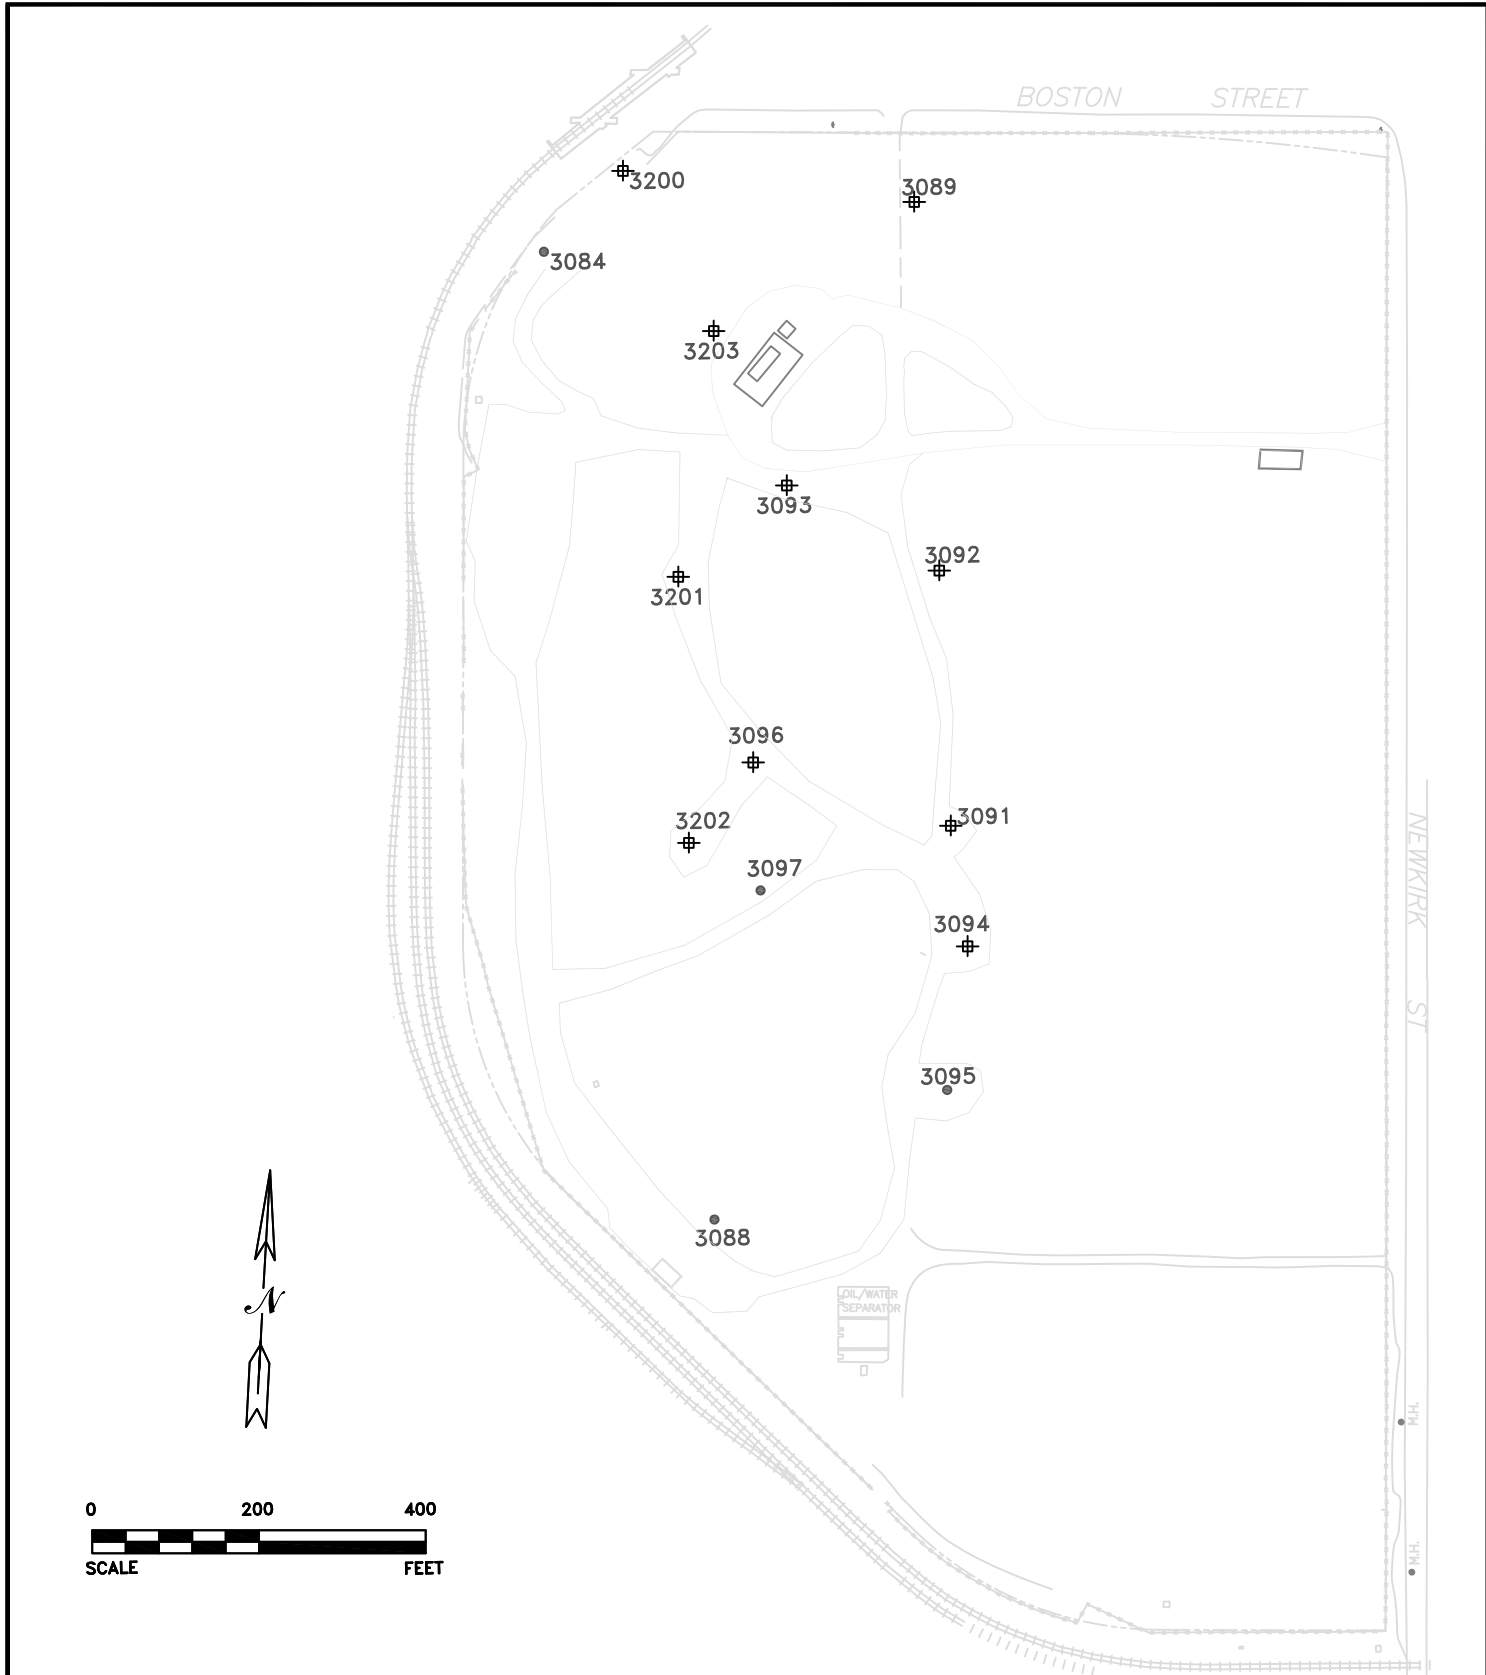 BOSTON STREET
3200
3089
3084
3203
3093
3092
3201
3096
3091
3202
3097
3094
NEWKIRK ST
3095
3088
OIL/WATER
SEPARATOR
N
M.H.
0 200 400
SCALE FEET
M.H.